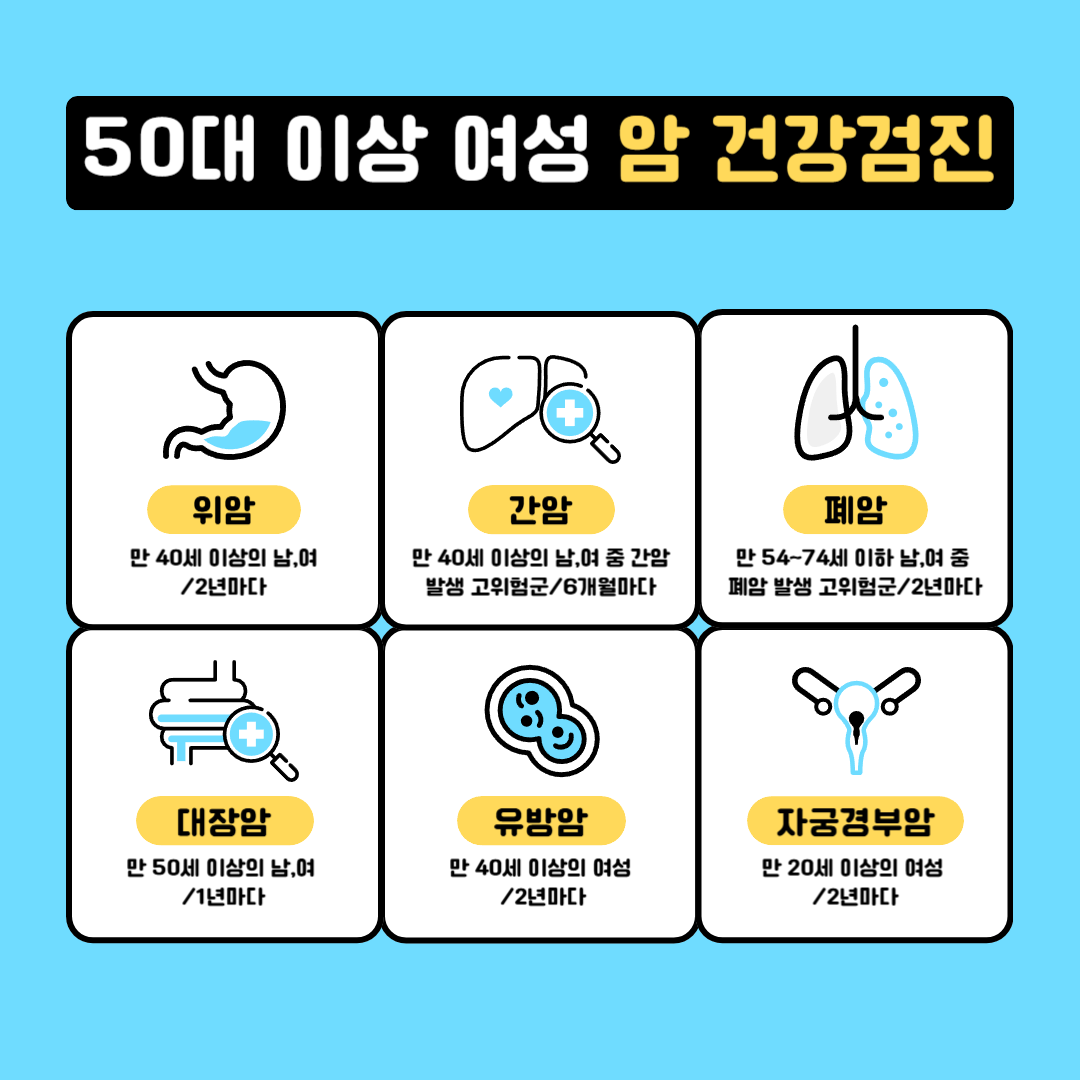 50대 이상 여성 암 건강검진
위암
만 40세 이상의 남,여
/2년마다
간암
만 40세 이상의 남,여 중 간암
발생 고위험군/6개월마다
폐암
만 54~74세 이하 남,여 중
폐암 발생 고위험군/2년마다
대장암
만 50세 이상의 남,여
/1년마다
유방암
만 40세 이상의 여성
/2년마다
자궁경부암
만 20세 이상의 여성
/2년마다